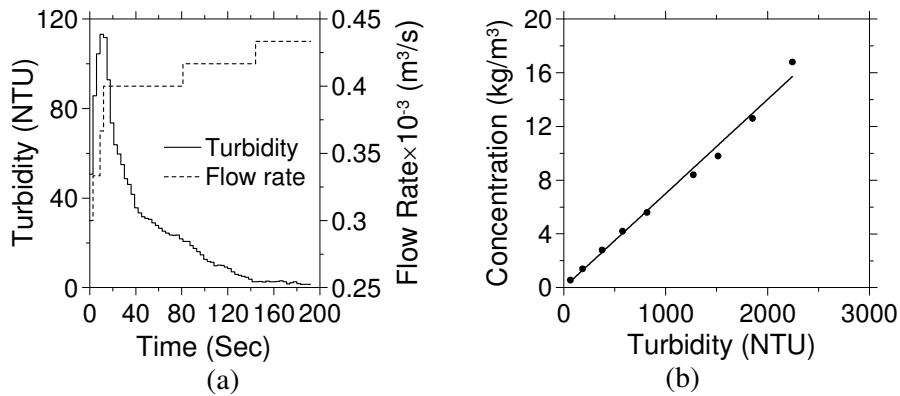 160
120
80
40
0
Turbidity (NTU)
0 40 80 120 160 200
Time (Sec)
0.45
0.4
0.35
0.3
0.25
Flow Rate×10⁻³ (m³/s)
Turbidity
Flow rate
(a)
20
16
12
8
4
0
Concentration (kg/m³)
0 1000 2000 3000
Turbidity (NTU)
(b)